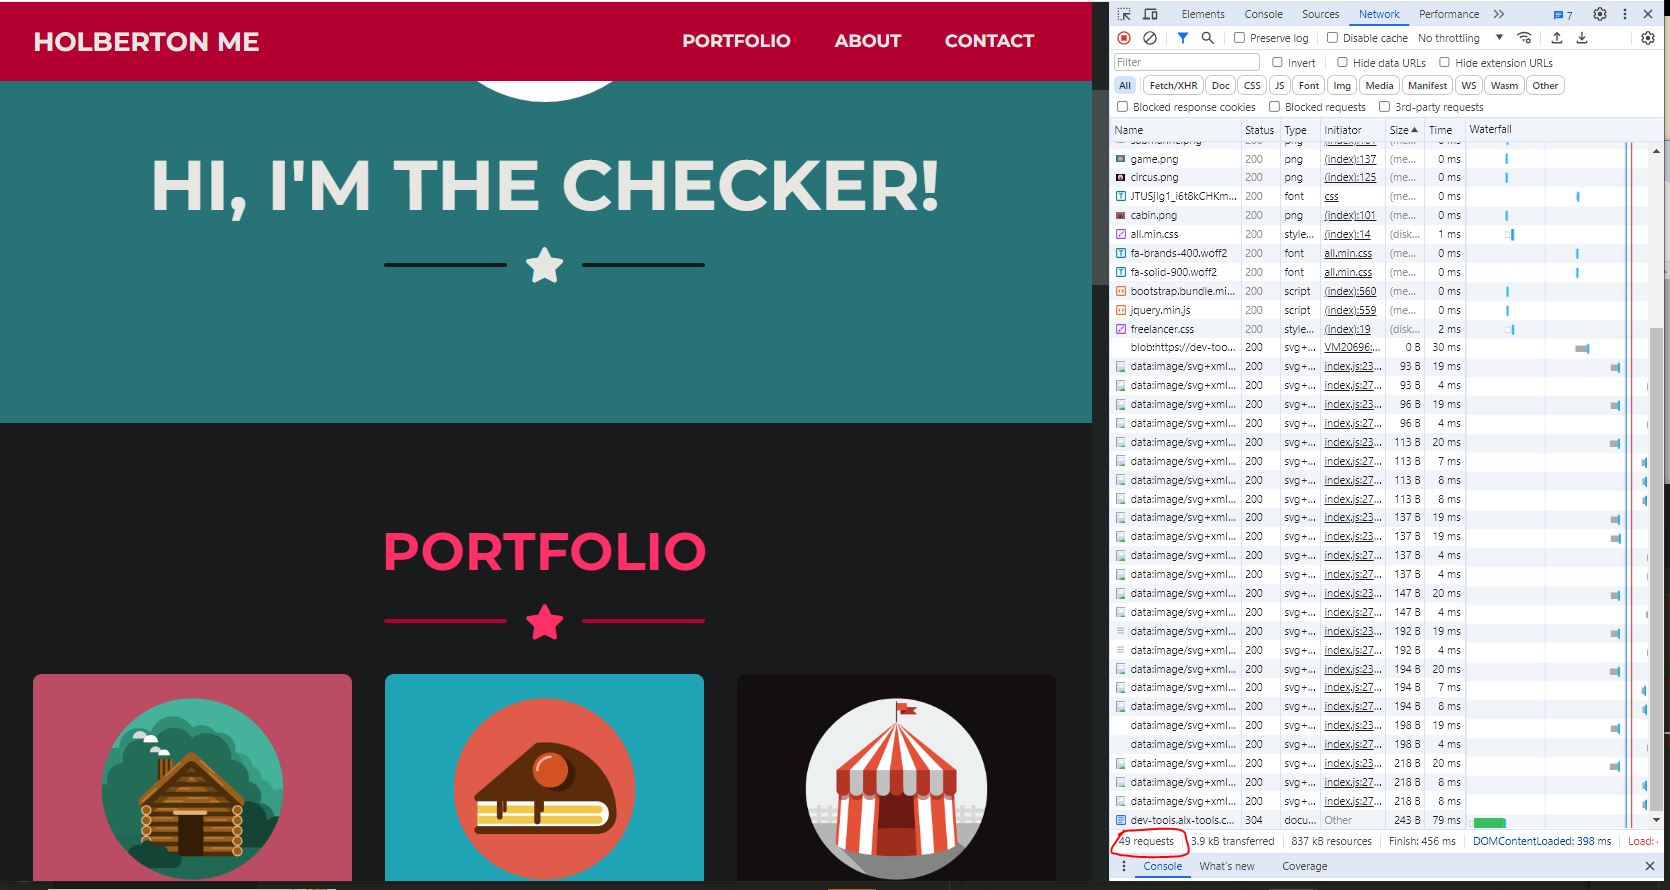 HOLBERTON ME
PORTFOLIO ABOUT CONTACT
HI, I'M THE CHECKER!
PORTFOLIO
Elements Console Sources Network Performance 7
Preserve log Disable cache No throttling
Filter Invert Hide data URLs Hide extension URLs
All Fetch/XHR Doc CSS JS Font Img Media Manifest WS Wasm Other
Blocked response cookies Blocked requests 3rd-party requests
Name Status Type Initiator Size Time Waterfall
game.png 200 png (index):137 (me... 0 ms
circus.png 200 png (index):125 (me... 0 ms
JTUSjIg1_i6t8kCHKm... 200 font css (me... 0 ms
cabin.png 200 png (index):101 (me... 0 ms
all.min.css 200 style... (index):14 (disk... 1 ms
fa-brands-400.woff2 200 font all.min.css (me... 0 ms
fa-solid-900.woff2 200 font all.min.css (me... 0 ms
bootstrap.bundle.mi... 200 script (index):560 (me... 0 ms
jquery.min.js 200 script (index):559 (me... 0 ms
freelancer.css 200 style... (index):19 (disk... 2 ms
blob:https://dev-too... 200 svg+... VM20696:... 0 B 30 ms
data:image/svg+xml... 200 svg+... index.js:23... 93 B 19 ms
data:image/svg+xml... 200 svg+... index.js:27... 93 B 4 ms
data:image/svg+xml... 200 svg+... index.js:23... 96 B 19 ms
data:image/svg+xml... 200 svg+... index.js:27... 96 B 4 ms
data:image/svg+xml... 200 svg+... index.js:23... 113 B 20 ms
data:image/svg+xml... 200 svg+... index.js:27... 113 B 7 ms
data:image/svg+xml... 200 svg+... index.js:27... 113 B 8 ms
data:image/svg+xml... 200 svg+... index.js:27... 113 B 8 ms
data:image/svg+xml... 200 svg+... index.js:23... 137 B 19 ms
data:image/svg+xml... 200 svg+... index.js:23... 137 B 19 ms
data:image/svg+xml... 200 svg+... index.js:27... 137 B 4 ms
data:image/svg+xml... 200 svg+... index.js:27... 137 B 4 ms
data:image/svg+xml... 200 svg+... index.js:23... 147 B 20 ms
data:image/svg+xml... 200 svg+... index.js:27... 147 B 4 ms
data:image/svg+xml... 200 svg+... index.js:23... 192 B 19 ms
data:image/svg+xml... 200 svg+... index.js:27... 192 B 4 ms
data:image/svg+xml... 200 svg+... index.js:23... 194 B 20 ms
data:image/svg+xml... 200 svg+... index.js:27... 194 B 7 ms
data:image/svg+xml... 200 svg+... index.js:27... 194 B 8 ms
data:image/svg+xml... 200 svg+... index.js:23... 198 B 19 ms
data:image/svg+xml... 200 svg+... index.js:27... 198 B 4 ms
data:image/svg+xml... 200 svg+... index.js:23... 218 B 20 ms
data:image/svg+xml... 200 svg+... index.js:27... 218 B 8 ms
data:image/svg+xml... 200 svg+... index.js:27... 218 B 8 ms
dev-tools.alx-tools.c... 304 docu... Other 243 B 79 ms
49 requests 3.9 kB transferred 837 kB resources Finish: 456 ms DOMContentLoaded: 398 ms Load:
Console What's new Coverage